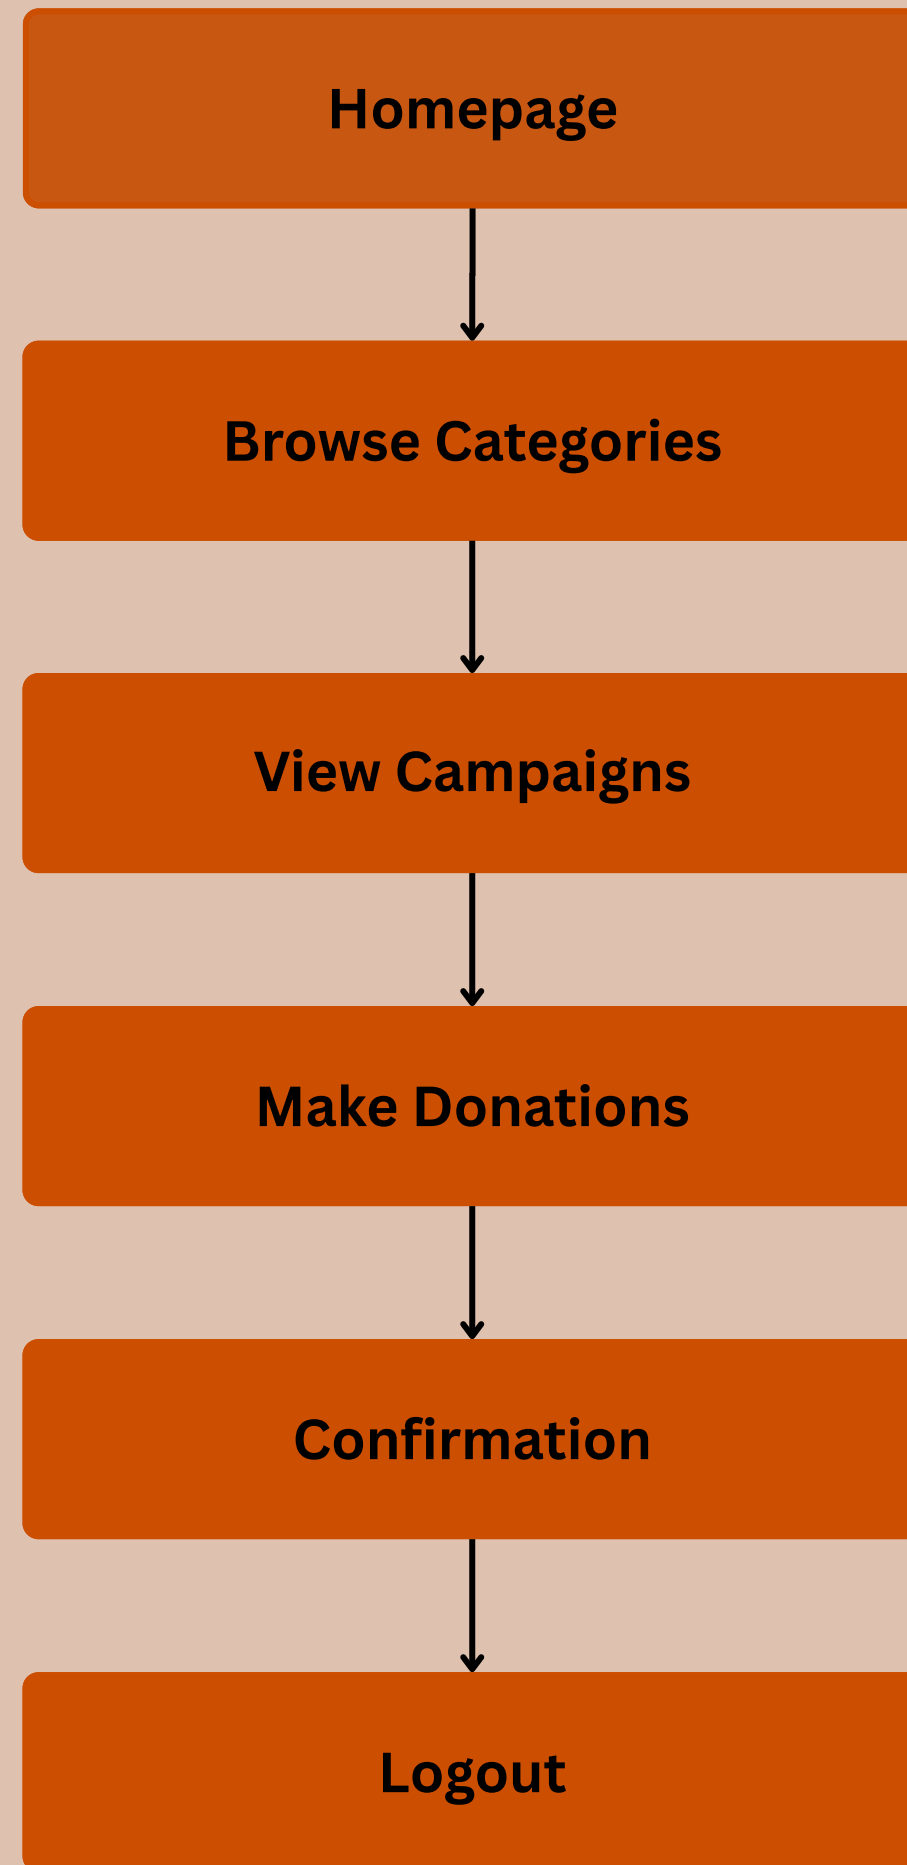 Homepage
Browse Categories
View Campaigns
Make Donations
Confirmation
Logout